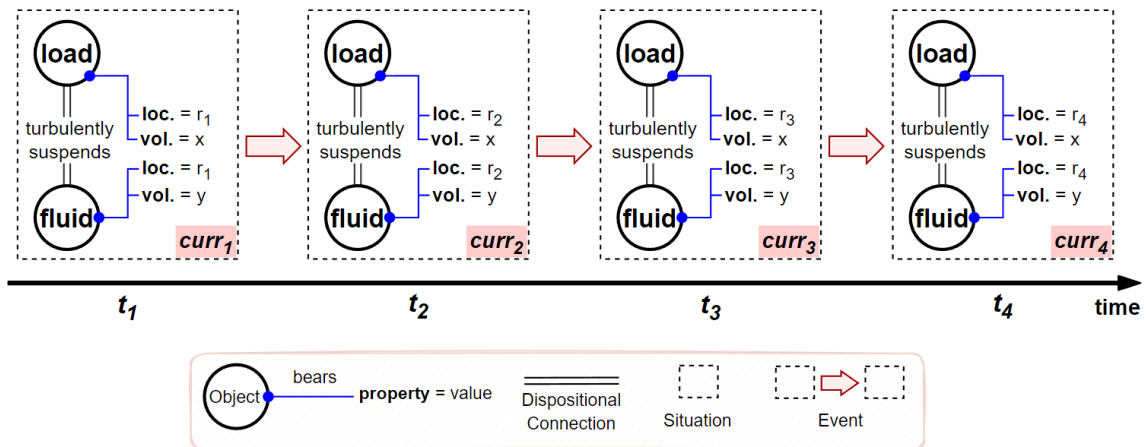 load
loc. = r1
vol. = x
turbulently
suspends
loc. = r1
vol. = y
fluid
curr1
load
loc. = r2
vol. = x
turbulently
suspends
loc. = r2
vol. = y
fluid
curr2
load
loc. = r3
vol. = x
turbulently
suspends
loc. = r3
vol. = y
fluid
curr3
load
loc. = r4
vol. = x
turbulently
suspends
loc. = r4
vol. = y
fluid
curr4
t1 t2 t3 t4 time
Object
bears
property = value
Dispositional
Connection
Situation
Event